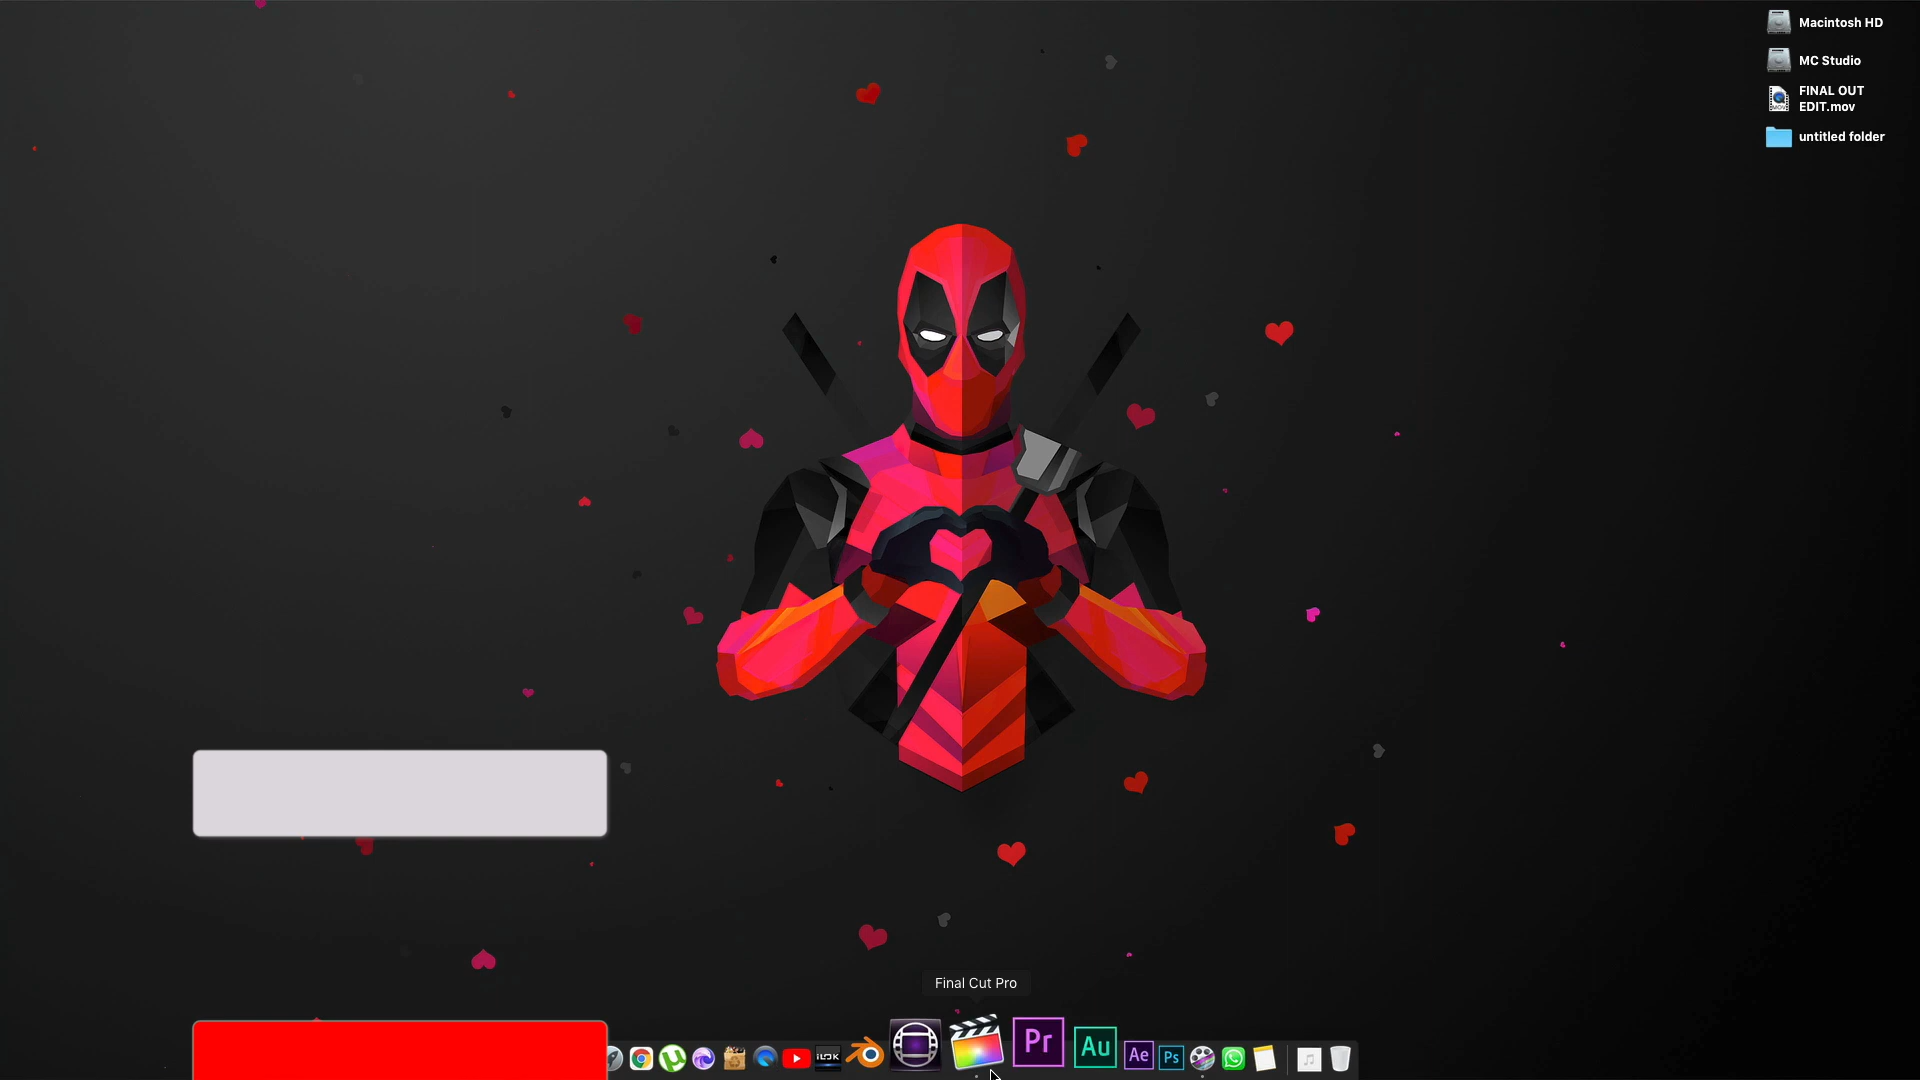 Macintosh HD
MC Studio
FINAL OUT
EDIT.mov
untitled folder
Final Cut Pro
Pr
Au
Ae
Ps